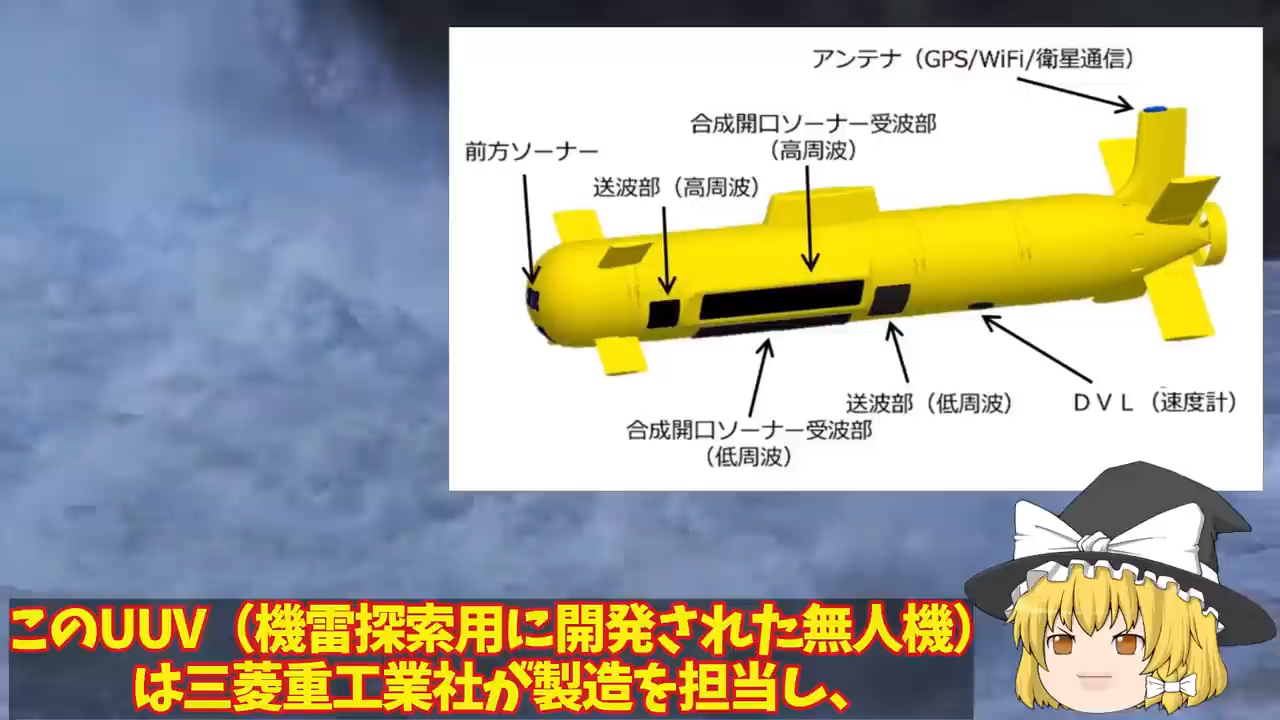 アンテナ（GPS/WiFi/衛星通信）
合成開口ソーナー受波部
（高周波）
前方ソーナー
送波部（高周波）
送波部（低周波）
ＤＶＬ（速度計）
合成開口ソーナー受波部
（低周波）
このUUV（機雷探索用に開発された無人機）
は三菱重工業社が製造を担当し、